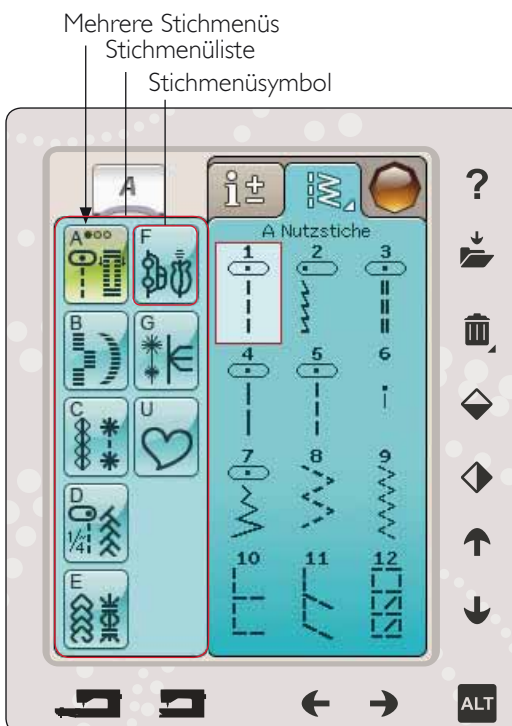 Mehrere Stichmenüs
Stichmenüliste
Stichmenüsymbol
A
i±
?
A Nutzstiche
A
F
1
2
3
B
G
4
5
6
C
U
7
8
9
D
1/4
E
10
11
12
ALT